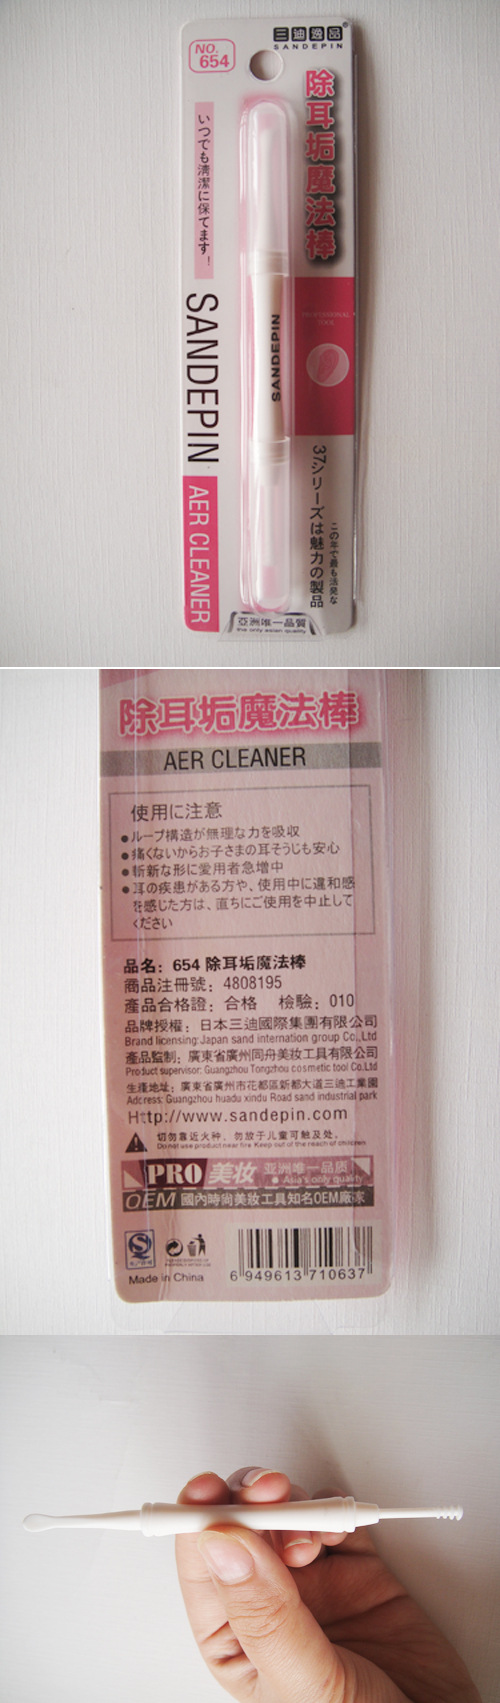 NO.
654
三迪逸品®
SANDEPIN
除耳垢魔法棒
いつでも清潔に保てます!
SANDEPIN
AER CLEANER
SANDEPIN
PROFESSIONAL
TOOL
37シリーズは魅力の製品
この年で最も活発な
亞洲唯一品質
the only asian quality
除耳垢魔法棒
AER CLEANER
使用に注意
●ループ構造が無理な力を吸収
●痛くないからお子さまの耳そうじも安心
●斬新な形に愛用者急増中
●耳の疾患がある方や、使用中に違和感
を感じた方は、直ちにご使用を中止して
ください
品名: 654 除耳垢魔法棒
商品注冊號: 4808195
產品合格證: 合格 檢驗: 010
品牌授權: 日本三迪國際集團有限公司
Brand licensing:Japan sand internation group Co.,Ltd
產品監制: 廣東省廣州同舟美妝工具有限公司
Product supervisor: Guangzhou Tongzhou cosmetic tool Co.Ltd
生產地址: 廣東省廣州市花都區新都大道三迪工業園
Adcress: Guangzhou huadu xindu Road sand industrial park
Http://www.sandepin.com
切勿靠近火种、勿放于儿童可触及处.
Do not use product near fire Keep out of the reach of children
PRO 美妆 亚洲唯一品质
● Asia's only quality
OEM 國內時尚美妝工具知名OEM廠家
QS
Made in China
6 949613 710637